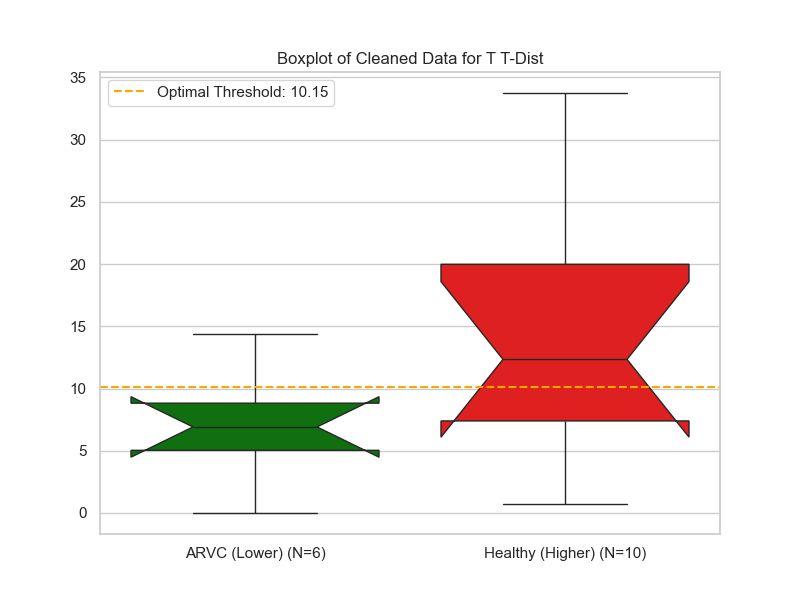 Boxplot of Cleaned Data for T T-Dist
Optimal Threshold: 10.15
35
30
25
20
15
10
5
0
ARVC (Lower) (N=6)
Healthy (Higher) (N=10)